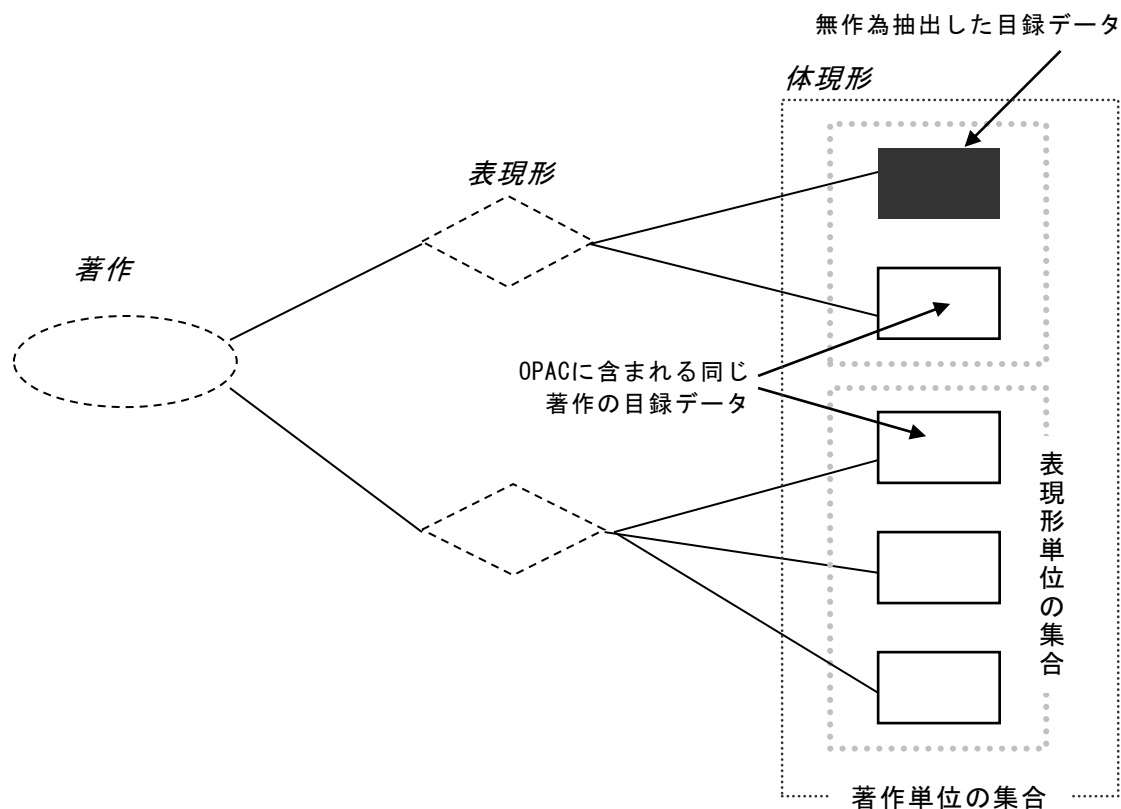 無作為抽出した目録データ
体現形
表現形
著作
OPACに含まれる同じ
著作の目録データ
表現形単位の集合
著作単位の集合